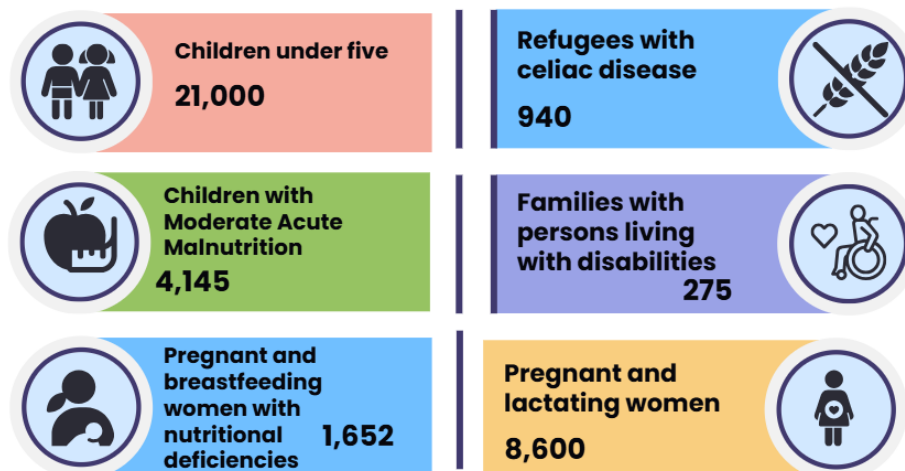 Children under five
21,000
Refugees with
celiac disease
940
Children with
Moderate Acute
Malnutrition
4,145
Families with
persons living
with disabilities
275
Pregnant and
breastfeeding
women with
nutritional
deficiencies
1,652
Pregnant and
lactating women
8,600